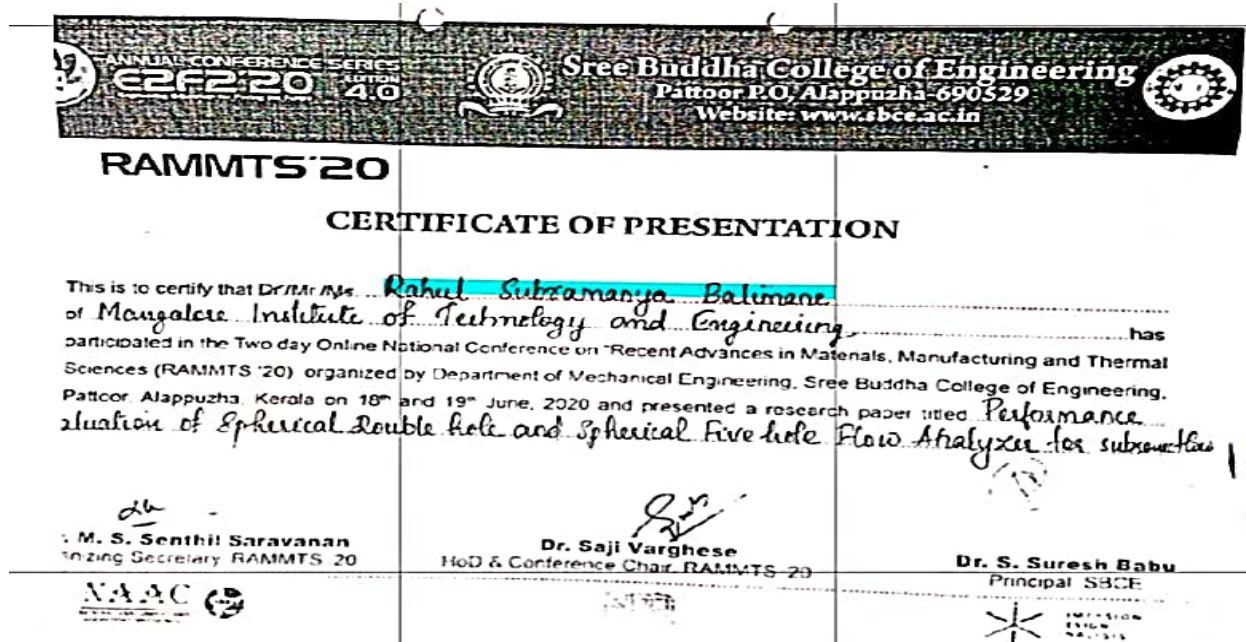 ANNUAL CONFERENCE SERIES
E2F2'20 EDITION 4.0
Sree Buddha College of Engineering
Pattoor P.O, Alappuzha-690529
Website: www.sbce.ac.in
RAMMTS'20
CERTIFICATE OF PRESENTATION
This is to certify that Dr/Mr/Ms. Rahul Subramanya Balimane
of Mangalore Institute of Technology and Engineering, has
participated in the Two day Online National Conference on "Recent Advances in Materials, Manufacturing and Thermal
Sciences (RAMMTS '20) organized by Department of Mechanical Engineering, Sree Buddha College of Engineering,
Pattoor, Alappuzha, Kerala on 18th and 19th June, 2020 and presented a research paper titled Performance
aluation of Spherical Double hole and Spherical Five hole Flow Analyzer for subsonic flow
. M. S. Senthil Saravanan
nizing Secretary RAMMTS 20
Dr. Saji Varghese
HoD & Conference Chair, RAMMTS-20
Dr. S. Suresh Babu
Principal SBCE
NAAC